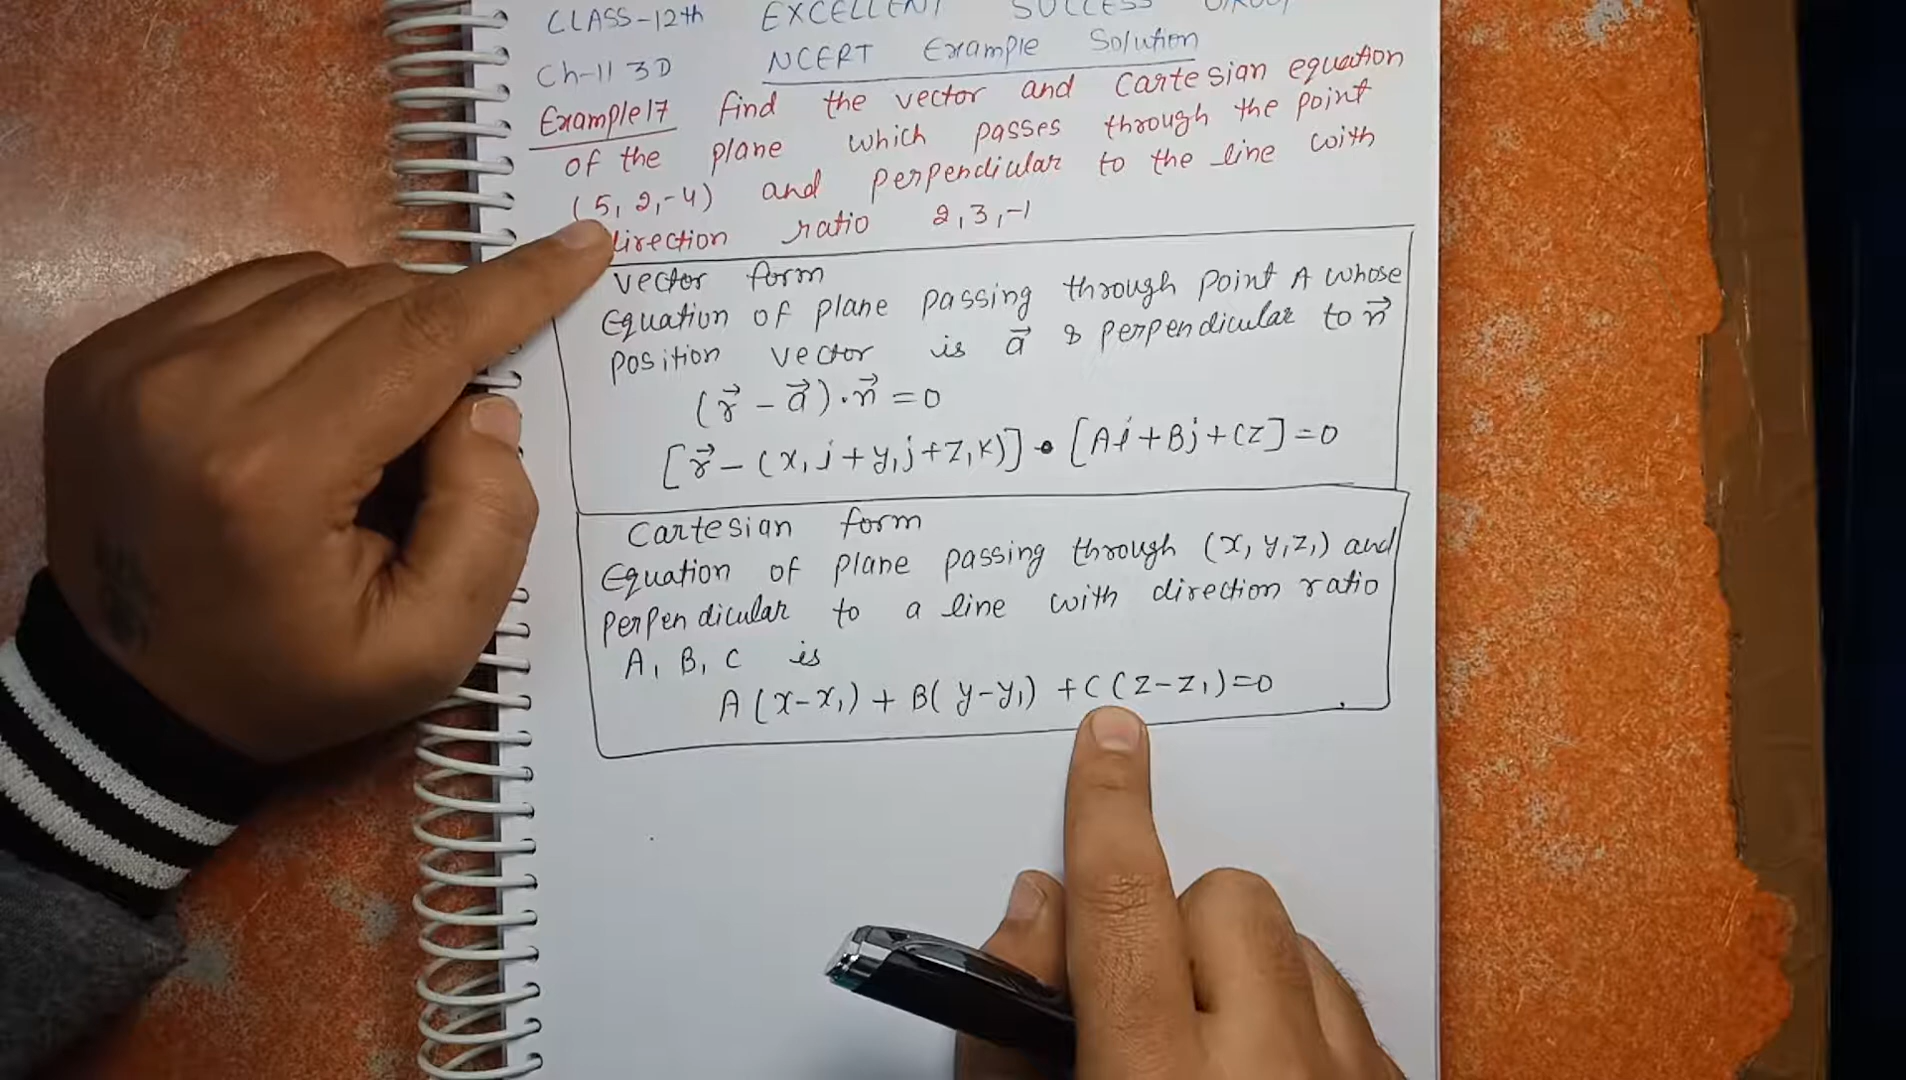 CLASS-12th EXCELLENT SUCCESS GROUP
Ch-11 3D NCERT Example Solution
Example 17 find the vector and cartesian equation
of the plane which passes through the point
(5, 2, -4) and perpendicular to the line with
direction ratio 2, 3, -1
vector form
Equation of plane passing through point A whose
position vector is a⃗ & perpendicular to n⃗
(r⃗ - a⃗).n⃗ = 0
[r⃗ - (x₁i + y₁j + z₁k)] • [Ai + Bj + CZ] = 0
Cartesian form
Equation of plane passing through (x, y, z₁) and
perpendicular to a line with direction ratio
A, B, C is
A(x-x₁) + B(y-y₁) + C(z-z₁) = 0